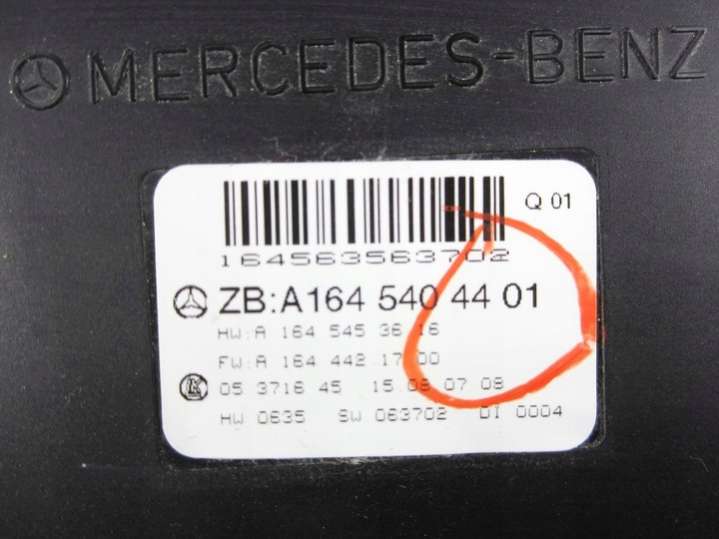 MERCEDES-BENZ
Q 01
164563563702
ZB:A164 540 44 01
HW:A 164 545 36 16
FW:A 164 442 17 00
05 3716 45 15 08 07 08
HW 0635 SW 063702 DI 0004